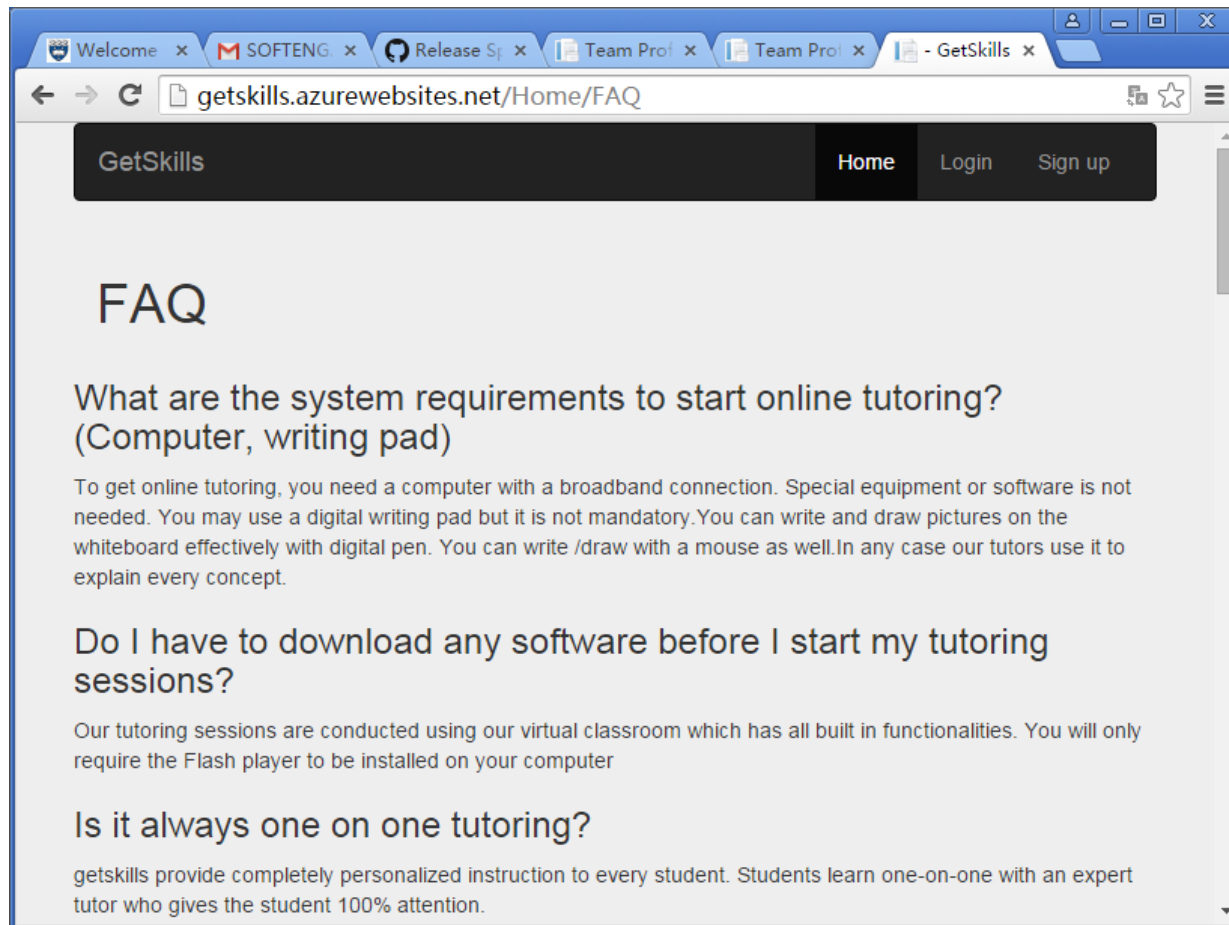 Welcome
SOFTENG.
Release Sp
Team Prof
Team Prof
- GetSkills
getskills.azurewebsites.net/Home/FAQ
GetSkills
Home
Login
Sign up
FAQ
What are the system requirements to start online tutoring?
(Computer, writing pad)
To get online tutoring, you need a computer with a broadband connection. Special equipment or software is not
needed. You may use a digital writing pad but it is not mandatory.You can write and draw pictures on the
whiteboard effectively with digital pen. You can write /draw with a mouse as well.In any case our tutors use it to
explain every concept.
Do I have to download any software before I start my tutoring
sessions?
Our tutoring sessions are conducted using our virtual classroom which has all built in functionalities. You will only
require the Flash player to be installed on your computer
Is it always one on one tutoring?
getskills provide completely personalized instruction to every student. Students learn one-on-one with an expert
tutor who gives the student 100% attention.